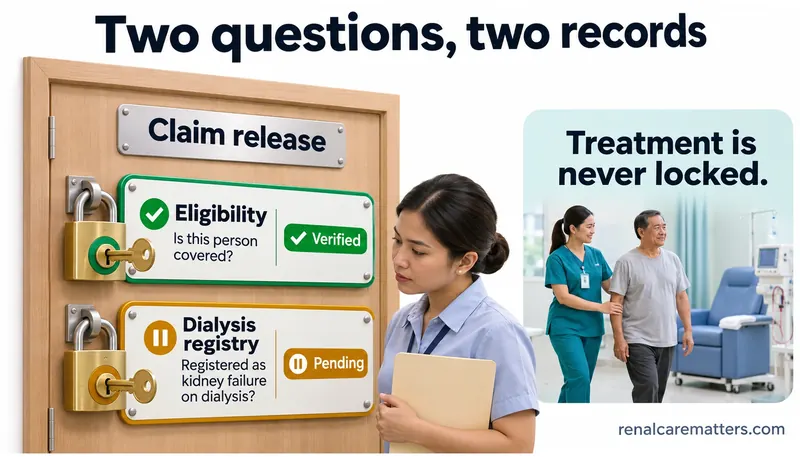 Two questions, two records
Claim release
Eligibility
Is this person
covered?
Verified
Dialysis
registry
Registered as
kidney failure
on dialysis?
Pending
Treatment is
never locked.
renalcarematters.com